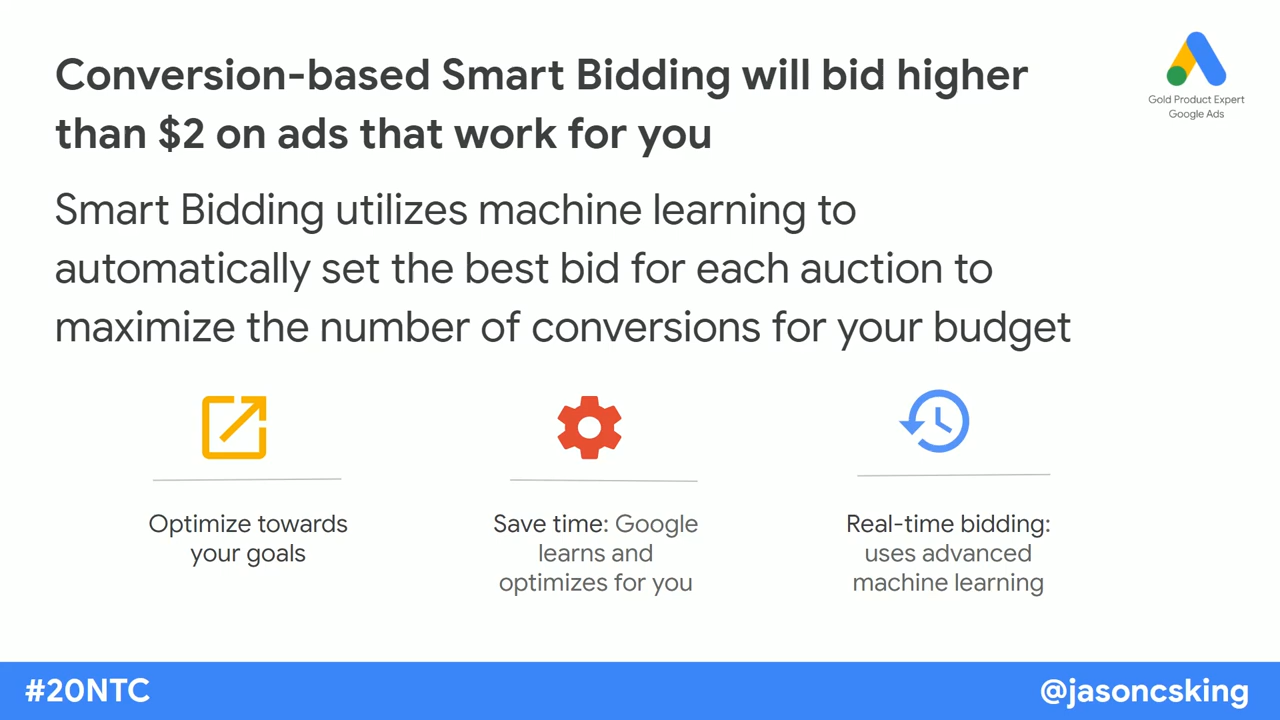 Conversion-based Smart Bidding will bid higher
than $2 on ads that work for you
Gold Product Expert
Google Ads
Smart Bidding utilizes machine learning to
automatically set the best bid for each auction to
maximize the number of conversions for your budget
Optimize towards
your goals
Save time: Google
learns and
optimizes for you
Real-time bidding:
uses advanced
machine learning
#20NTC
@jasoncsking